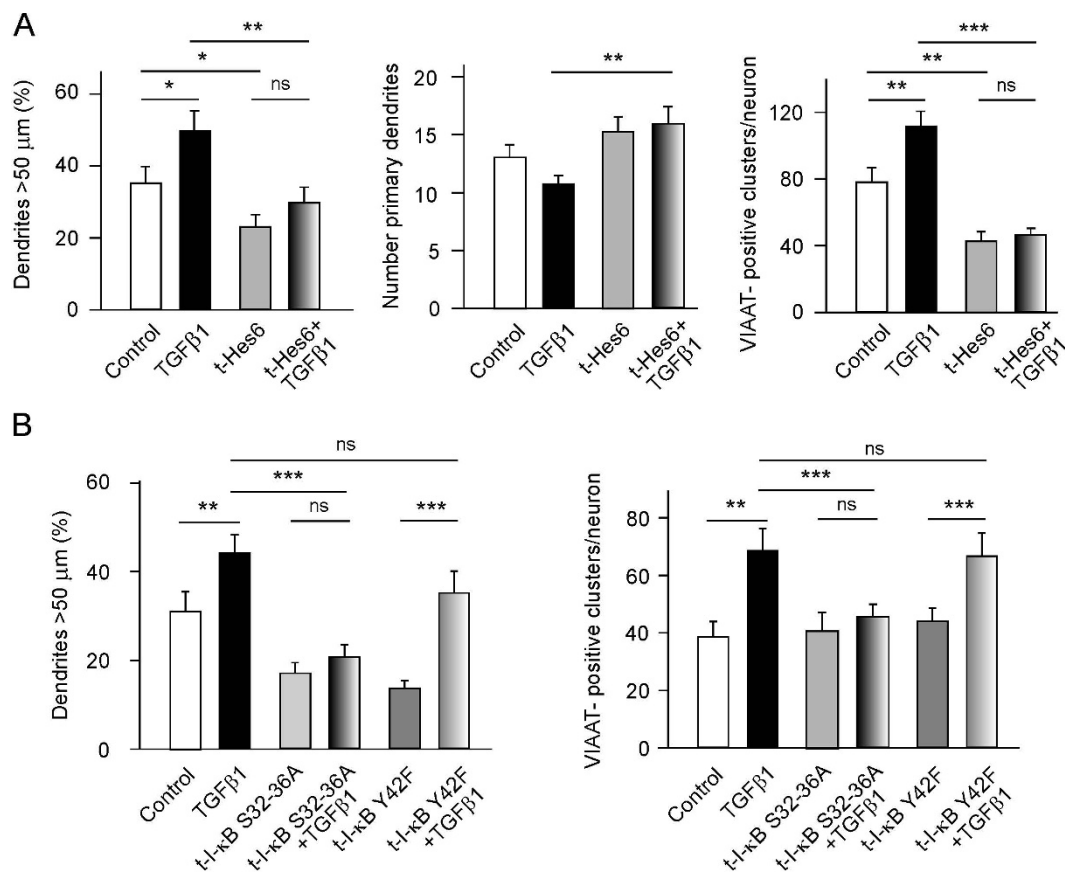 A
**
*
*
ns
Dendrites >50 μm (%)
60
40
20
0
Control
TGFβ1
t-Hes6
t-Hes6+
TGFβ1
**
Number primary dendrites
20
15
10
5
0
Control
TGFβ1
t-Hes6
t-Hes6+
TGFβ1
***
**
**
ns
VIAAT- positive clusters/neuron
120
80
40
0
Control
TGFβ1
t-Hes6
t-Hes6+
TGFβ1
B
ns
***
**
ns
***
Dendrites >50 μm (%)
60
40
20
0
Control
TGFβ1
t-I-κB S32-36A
t-I-κB S32-36A
+TGFβ1
t-I-κB Y42F
t-I-κB Y42F
+TGFβ1
ns
***
**
ns
***
VIAAT- positive clusters/neuron
80
60
40
20
0
Control
TGFβ1
t-I-κB S32-36A
t-I-κB S32-36A
+TGFβ1
t-I-κB Y42F
t-I-κB Y42F
+TGFβ1